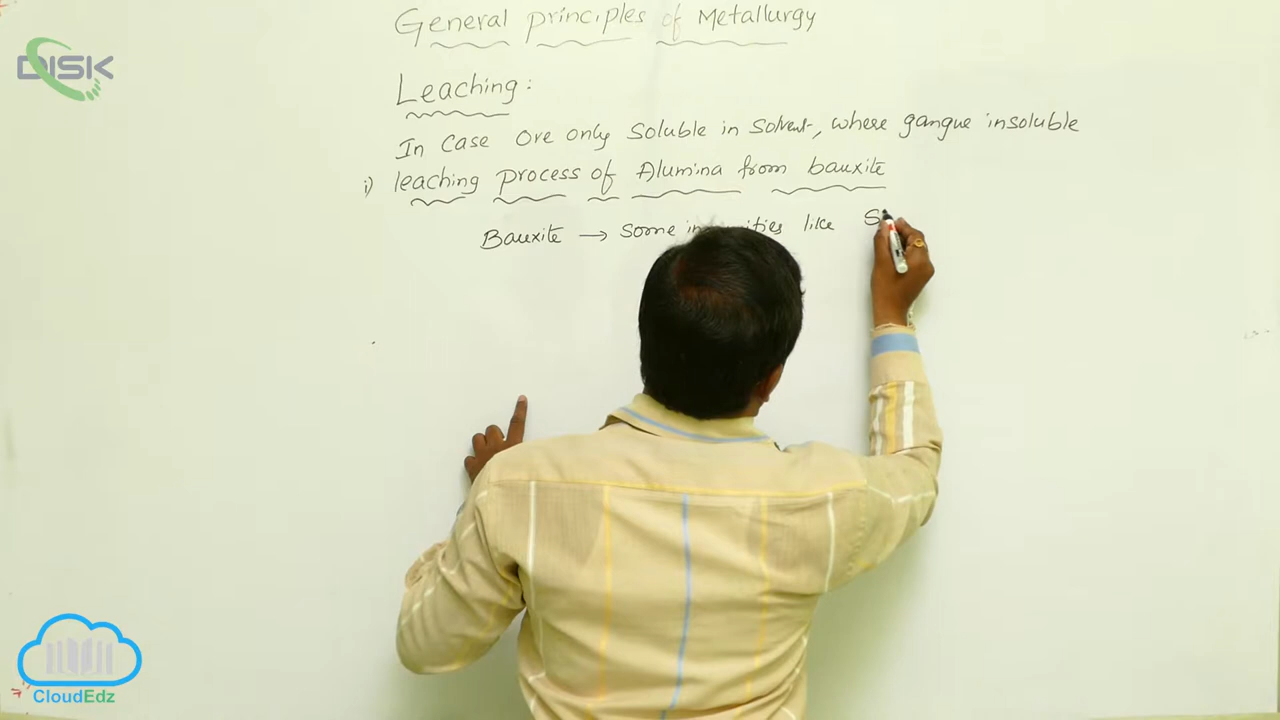 General principles of Metallurgy
DISK
Leaching:
In Case Ore only Soluble in Solvent, where gangue insoluble
i) leaching process of Alumina from bauxite
Bauxite → Some like
CloudEdz